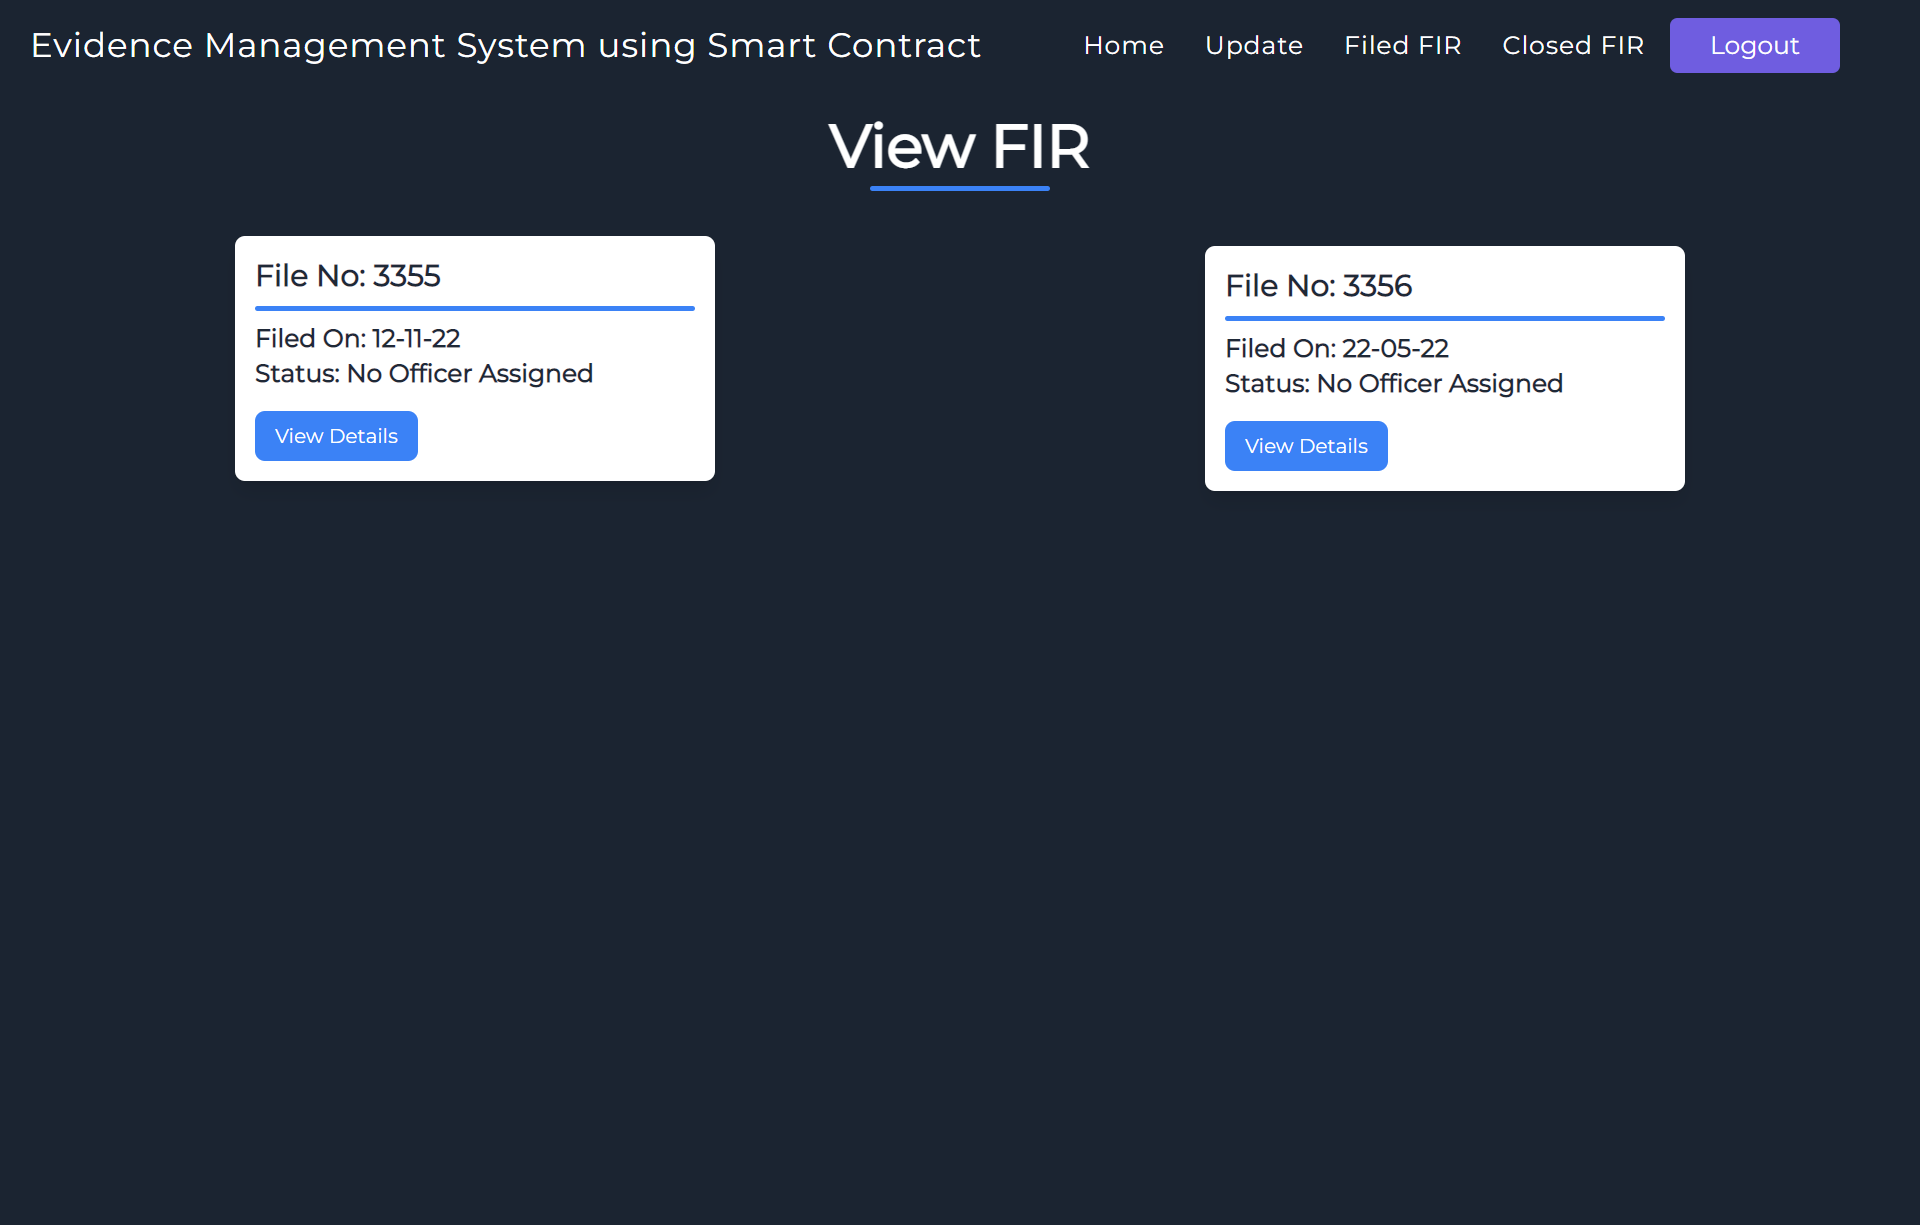 Evidence Management System using Smart Contract
Home
Update
Filed FIR
Closed FIR
Logout
View FIR
File No: 3355
Filed On: 12-11-22
Status: No Officer Assigned
View Details
File No: 3356
Filed On: 22-05-22
Status: No Officer Assigned
View Details